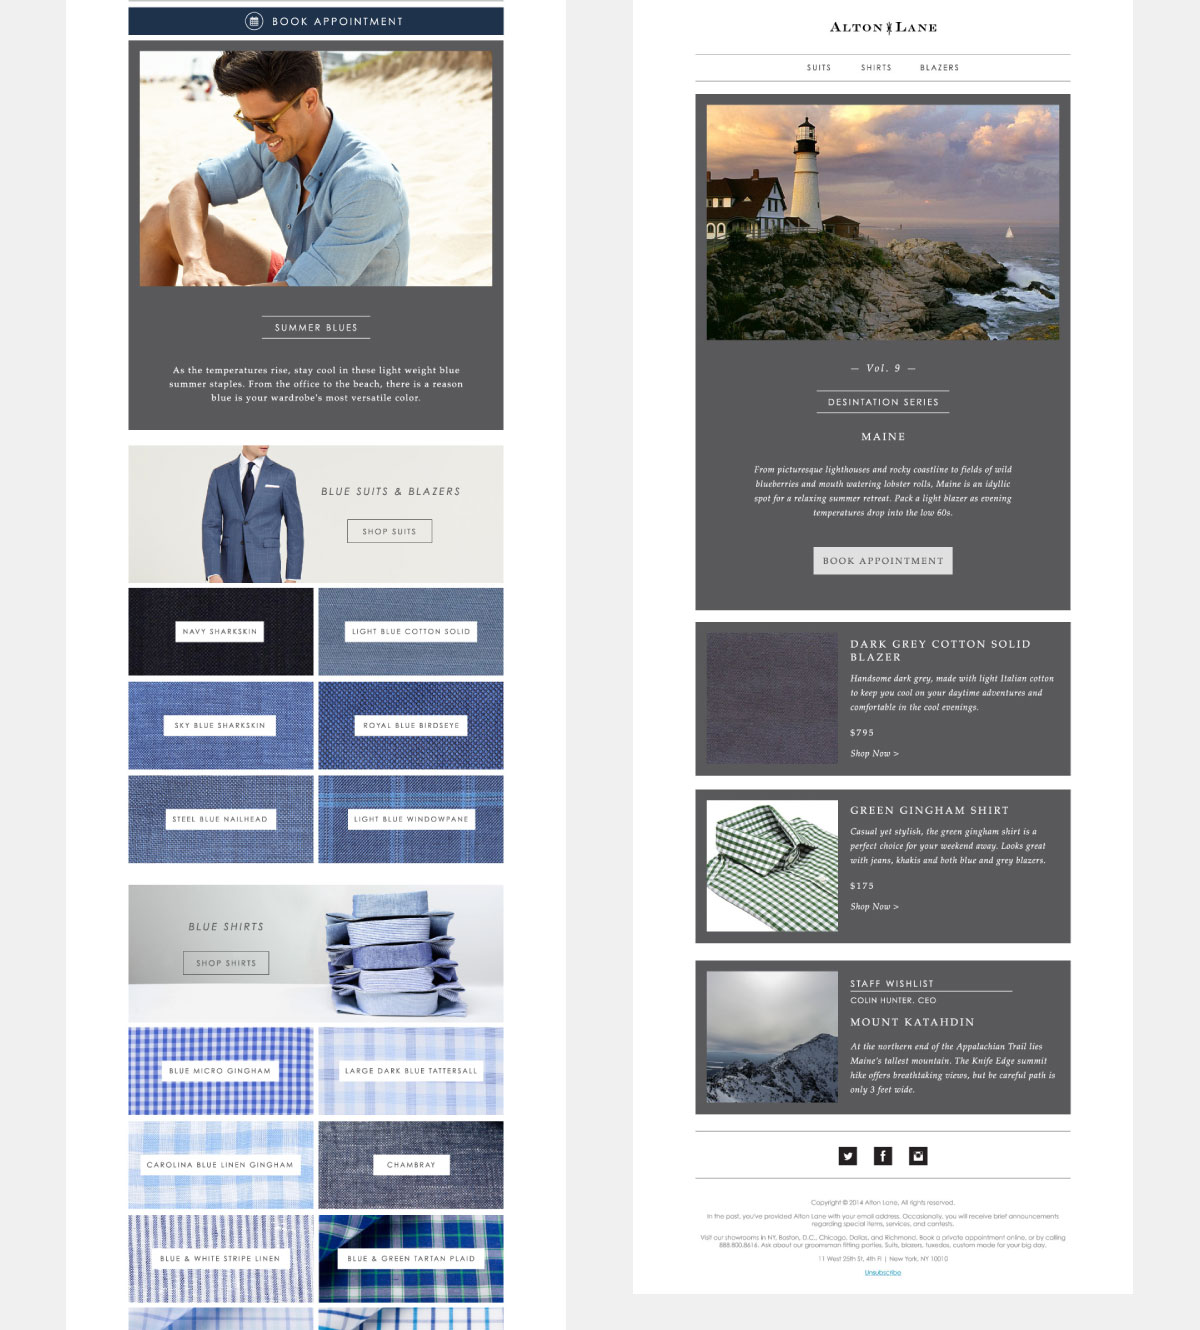 BOOK APPOINTMENT
SUMMER BLUES
As the temperatures rise, stay cool in these light weight blue
summer staples. From the office to the beach, there is a reason
blue is your wardrobe's most versatile color.
BLUE SUITS & BLAZERS
SHOP SUITS
NAVY SHARKSKIN
LIGHT BLUE COTTON SOLID
SKY BLUE SHARKSKIN
ROYAL BLUE BIRDSEYE
STEEL BLUE NAILHEAD
LIGHT BLUE WINDOWPANE
BLUE SHIRTS
SHOP SHIRTS
BLUE MICRO GINGHAM
LARGE DARK BLUE TATTERSALL
CAROLINA BLUE LINEN GINGHAM
CHAMBRAY
BLUE & WHITE STRIPE LINEN
BLUE & GREEN TARTAN PLAID
ALTON LANE
SUITS SHIRTS BLAZERS
— Vol. 9 —
DESINTATION SERIES
MAINE
From picturesque lighthouses and rocky coastline to fields of wild
blueberries and mouth watering lobster rolls, Maine is an idyllic
spot for a relaxing summer retreat. Pack a light blazer as evening
temperatures drop into the low 60s.
BOOK APPOINTMENT
DARK GREY COTTON SOLID
BLAZER
Handsome dark grey, made with light Italian cotton
to keep you cool on your daytime adventures and
comfortable in the cool evenings.
$795
Shop Now >
GREEN GINGHAM SHIRT
Casual yet stylish, the green gingham shirt is a
perfect choice for your weekend away. Looks great
with jeans, khakis and both blue and grey blazers.
$175
Shop Now >
STAFF WISHLIST
COLIN HUNTER, CEO
MOUNT KATAHDIN
At the northern end of the Appalachian Trail lies
Maine's tallest mountain. The Knife Edge summit
hike offers breathtaking views, but be careful path is
only 3 feet wide.
Copyright © 2014 Alton Lane, All rights reserved.
In the past, you've provided Alton Lane with your email address. Occasionally, you will receive brief announcements
regarding special items, services, and contests.
Visit our showrooms in NY, Boston, D.C., Chicago, Dallas, and Richmond. Book a private appointment online, or by calling
888.800.8616. Ask about our groomsmen fitting parties. Suits, blazers, tuxedos, custom made for your big day.
11 West 25th St, 4th Fl | New York, NY 10010
Unsubscribe